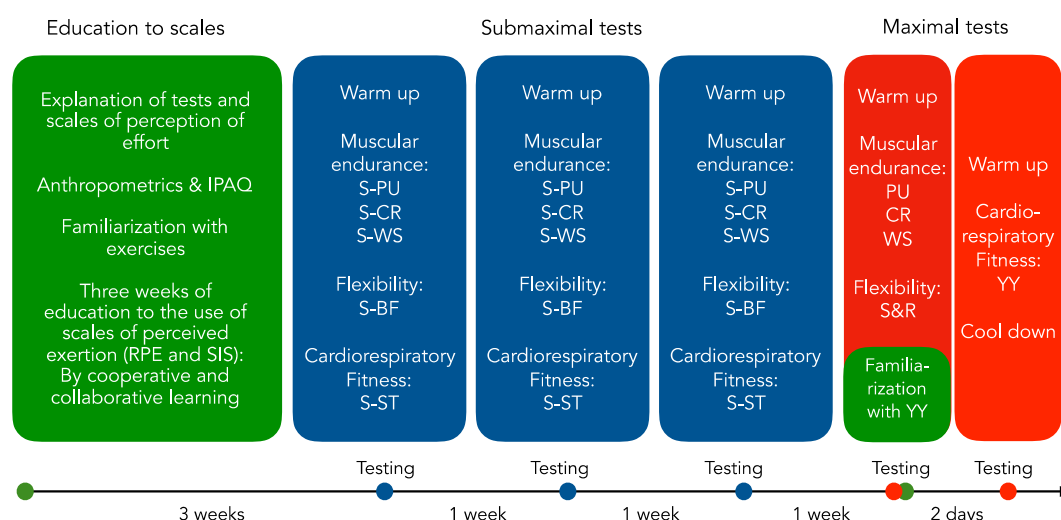 Education to scales
Submaximal tests
Maximal tests
Explanation of tests and
scales of perception of
effort
Anthropometrics & IPAQ
Familiarization with
exercises
Three weeks of
education to the use of
scales of perceived
exertion (RPE and SIS):
By cooperative and
collaborative learning
Warm up
Muscular
endurance:
S-PU
S-CR
S-WS
Flexibility:
S-BF
Cardiorespiratory
Fitness:
S-ST
Warm up
Muscular
endurance:
S-PU
S-CR
S-WS
Flexibility:
S-BF
Cardiorespiratory
Fitness:
S-ST
Warm up
Muscular
endurance:
S-PU
S-CR
S-WS
Flexibility:
S-BF
Cardiorespiratory
Fitness:
S-ST
Warm up
Muscular
endurance:
PU
CR
WS
Flexibility:
S&R
Familia-
rization
with YY
Warm up
Cardio-
respiratory
Fitness:
YY
Cool down
Testing
Testing
Testing
Testing
Testing
3 weeks
1 week
1 week
1 week
2 days